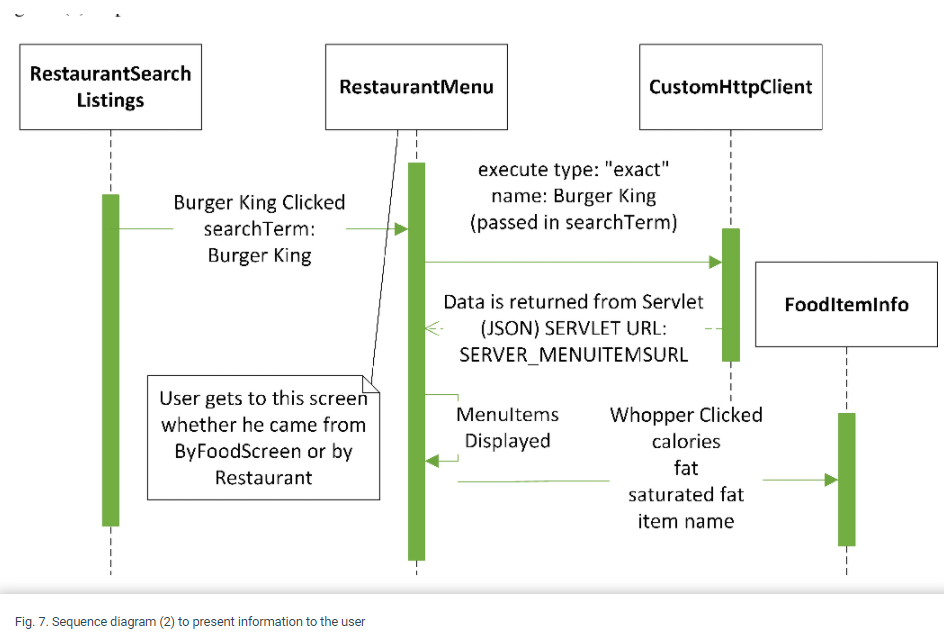 RestaurantSearch
Listings
RestaurantMenu
CustomHttpClient
execute type: "exact"
name: Burger King
(passed in searchTerm)
Burger King Clicked
searchTerm:
Burger King
FoodItemInfo
Data is returned from Servlet
(JSON) SERVLET URL:
SERVER_MENUITEMSURL
User gets to this screen
whether he came from
ByFoodScreen or by
Restaurant
MenuItems
Displayed
Whopper Clicked
calories
fat
saturated fat
item name
Fig. 7. Sequence diagram (2) to present information to the user